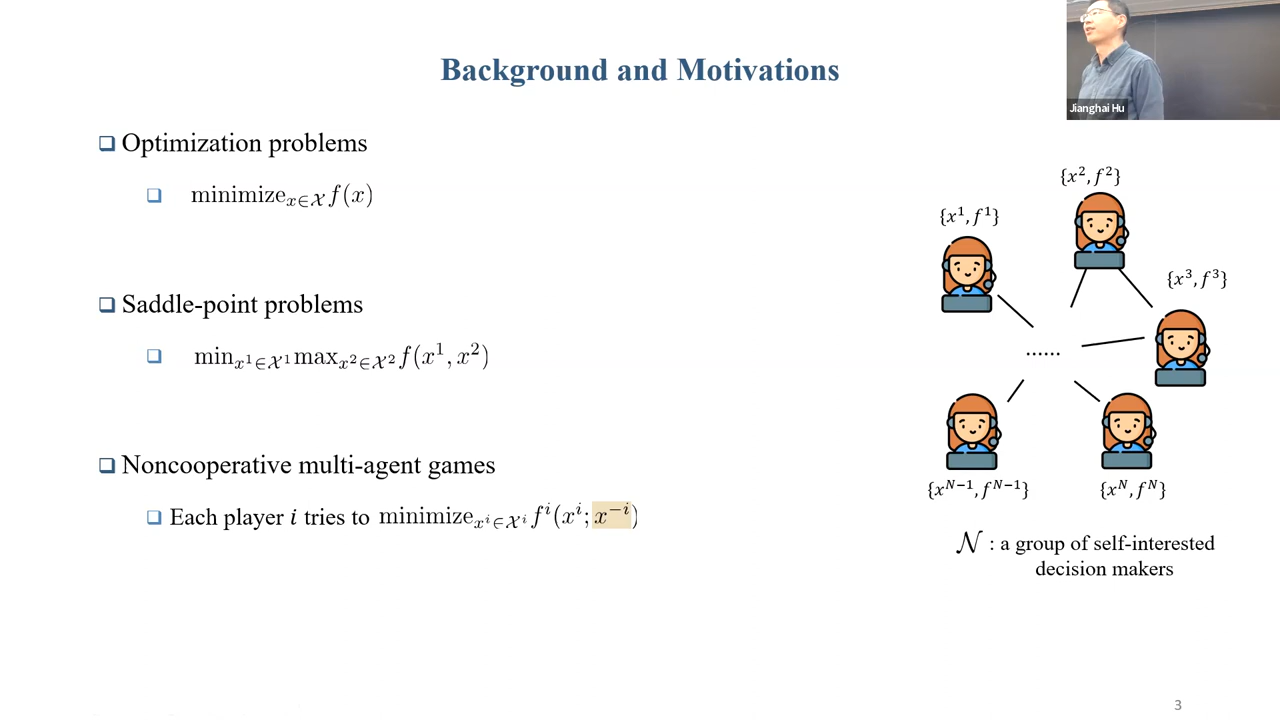 Background and Motivations
Jianghai Hu
❑ Optimization problems
❑ minimize_{x∈𝒳} f(x)
❑ Saddle-point problems
❑ min_{x^1∈𝒳^1} max_{x^2∈𝒳^2} f(x^1, x^2)
❑ Noncooperative multi-agent games
❑ Each player i tries to minimize_{x^i∈𝒳^i} f^i(x^i; x^{-i})
{x^2, f^2}
{x^1, f^1}
{x^3, f^3}
......
{x^{N-1}, f^{N-1}}
{x^N, f^N}
𝒩 : a group of self-interested
decision makers
3